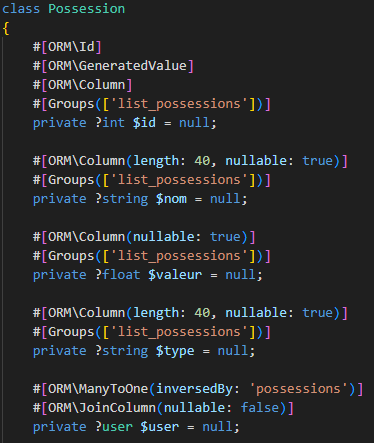 class Possession
{
    #[ORM\Id]
    #[ORM\GeneratedValue]
    #[ORM\Column]
    #[Groups(['list_possessions'])]
    private ?int $id = null;

    #[ORM\Column(length: 40, nullable: true)]
    #[Groups(['list_possessions'])]
    private ?string $nom = null;

    #[ORM\Column(nullable: true)]
    #[Groups(['list_possessions'])]
    private ?float $valeur = null;

    #[ORM\Column(length: 40, nullable: true)]
    #[Groups(['list_possessions'])]
    private ?string $type = null;

    #[ORM\ManyToOne(inversedBy: 'possessions')]
    #[ORM\JoinColumn(nullable: false)]
    private ?user $user = null;